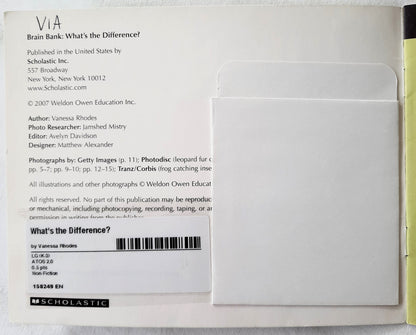 VIA
Brain Bank: What's the Difference?
Published in the United States by
Scholastic Inc.
557 Broadway
New York, New York 10012
www.Scholastic.com
© 2007 Weldon Owen Education Inc.
Author: Vanessa Rhodes
Photo Researcher: Jamshed Mistry
Editor: Avelyn Davidson
Designer: Matthew Alexander
Photographs by: Getty Images (p. 11); Photodisc (leopard fur c
pp. 5–7; pp. 9–10; pp. 12–15); Tranz/Corbis (frog catching inse
All illustrations and other photographs © Weldon Owen Educa
All rights reserved. No part of this publication may be reproduc
or mechanical, including photocopying, recording, taping, or an
permission in writing from the publisher.
What's the Difference?
by Vanessa Rhodes
LG (K-3)
ATOS 2.0
0.5 pts
Non-Fiction
158249 EN
SCHOLASTIC